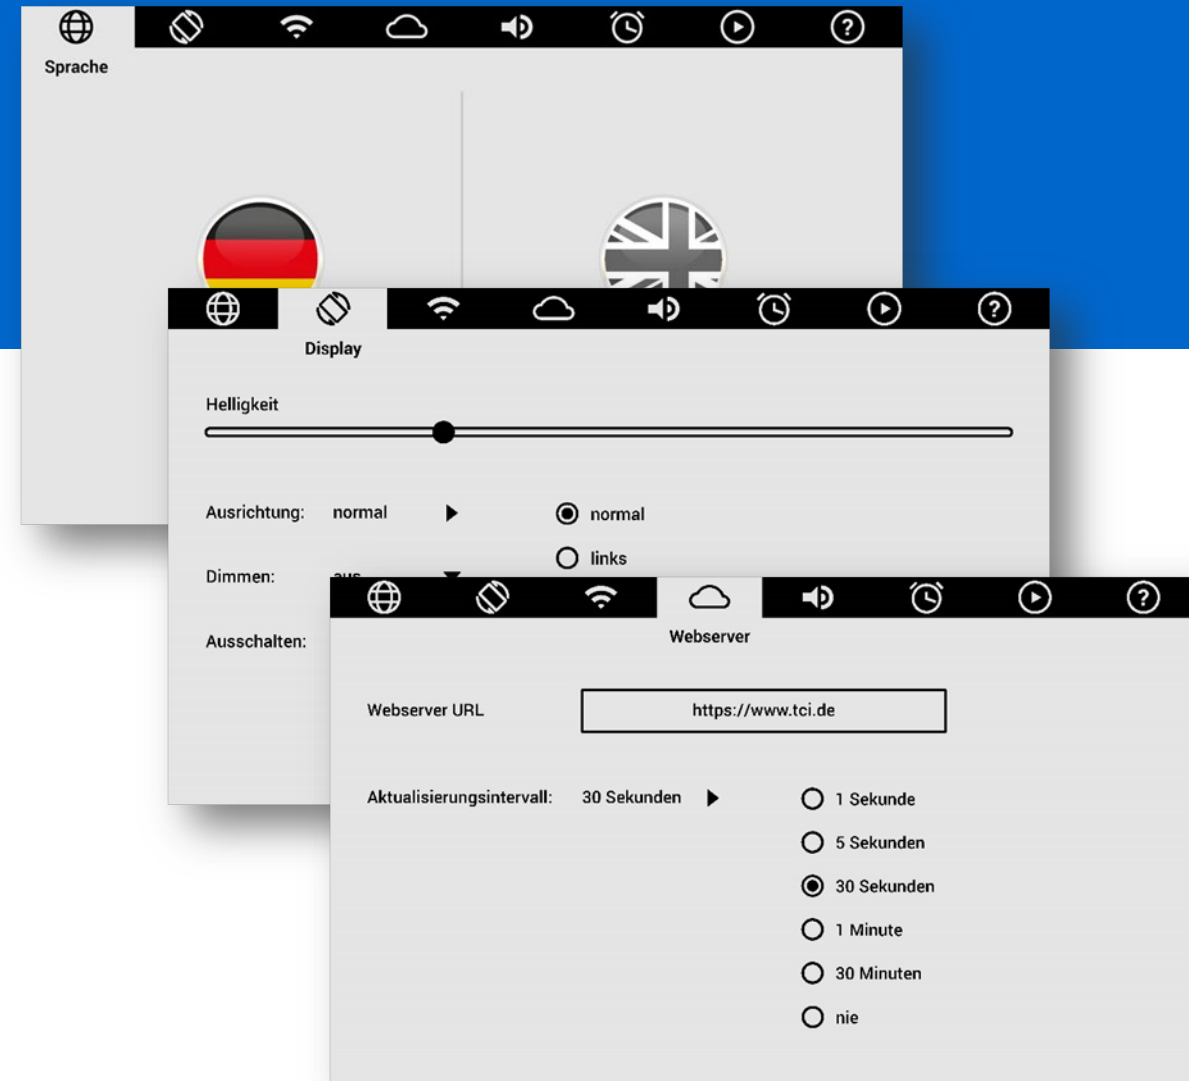 Sprache
Display
Helligkeit
Ausrichtung: normal
normal
links
Dimmen: aus
Ausschalten:
Webserver
Webserver URL
https://www.tci.de
Aktualisierungsintervall: 30 Sekunden
1 Sekunde
5 Sekunden
30 Sekunden
1 Minute
30 Minuten
nie